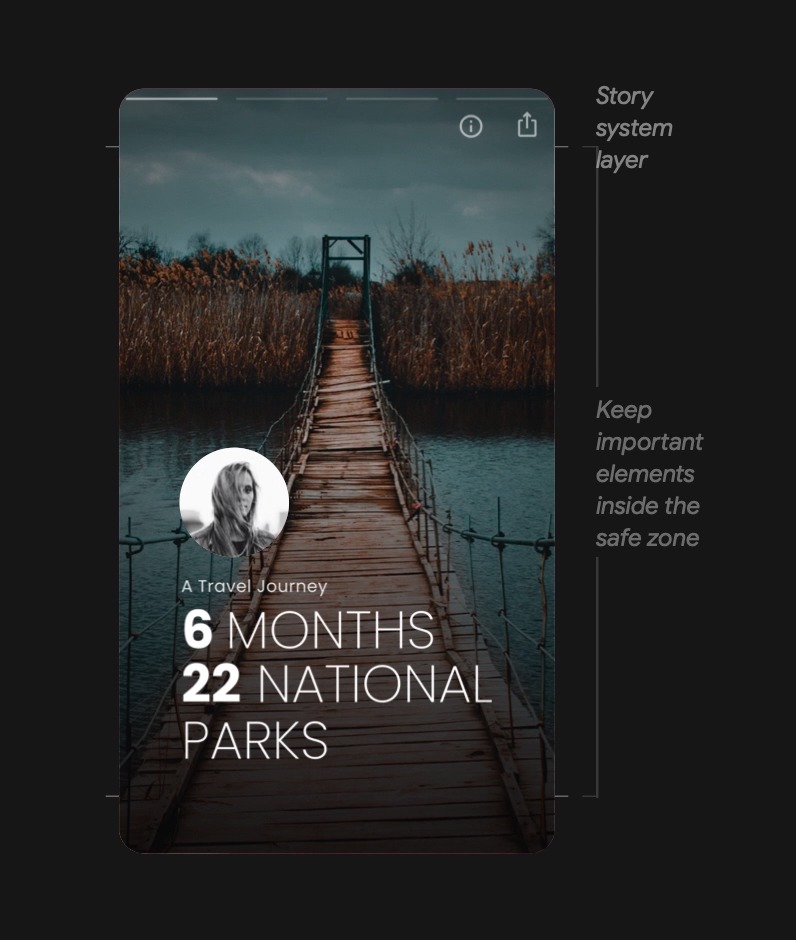 Story
system
layer
Keep
important
elements
inside the
safe zone
A Travel Journey
6 MONTHS
22 NATIONAL
PARKS